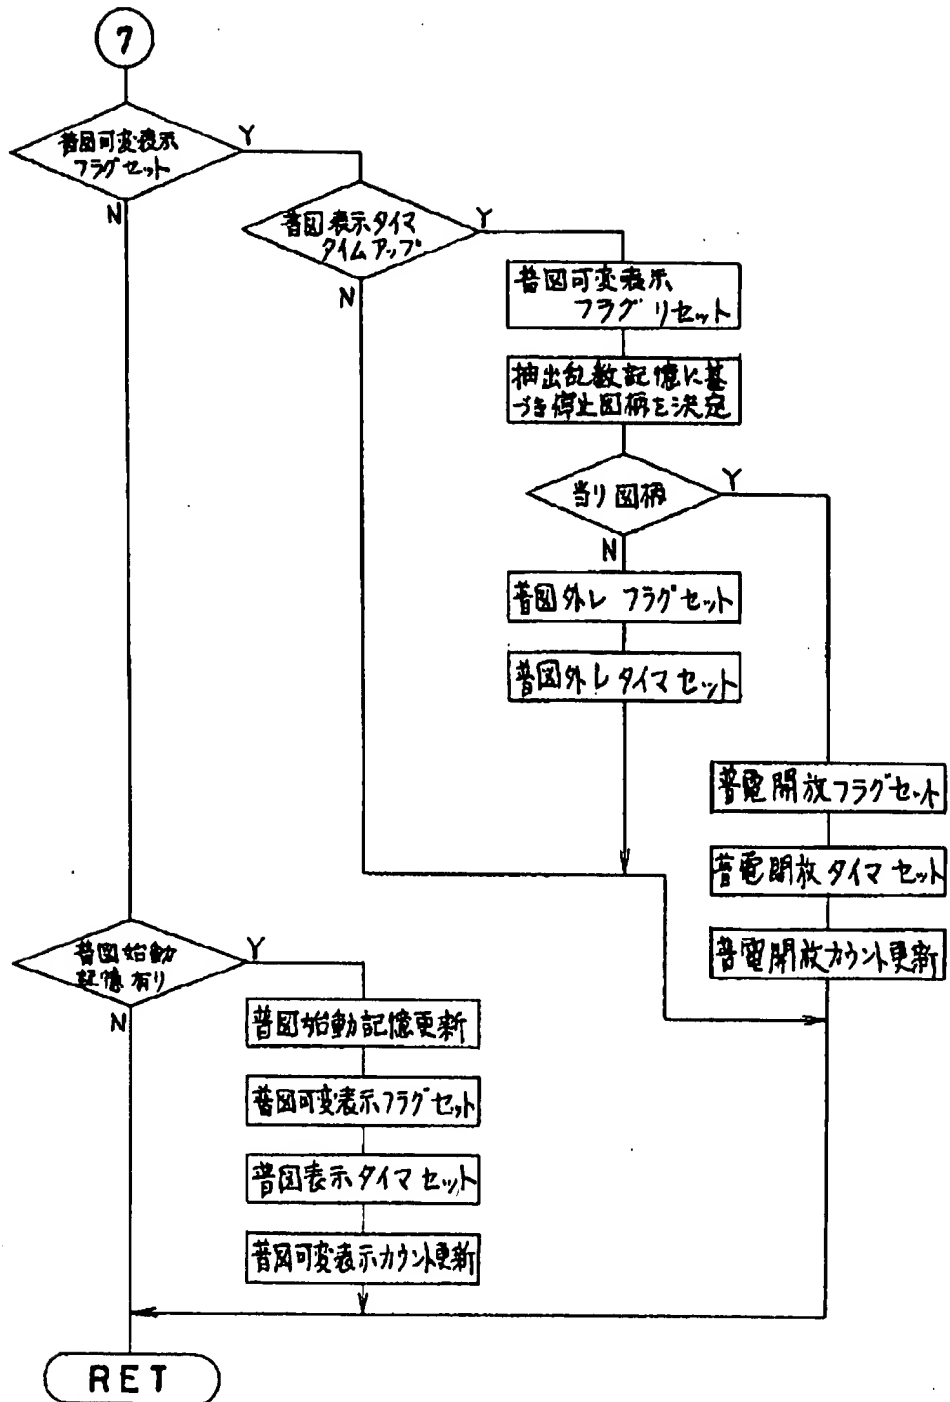 7
普図可変表示
フラグセット
Y
N
普図表示タイマ
タイムアップ
Y
N
普図可変表示
フラグリセット
抽出乱数記憶に基
づき停止図柄を決定
当り図柄
Y
N
普図外レフラグセット
普図外レタイマセット
普電開放フラグセット
普電開放タイマセット
普電開放カウント更新
普図始動
記憶有り
Y
N
普図始動記憶更新
普図可変表示フラグセット
普図表示タイマセット
普図可変表示カウント更新
RET